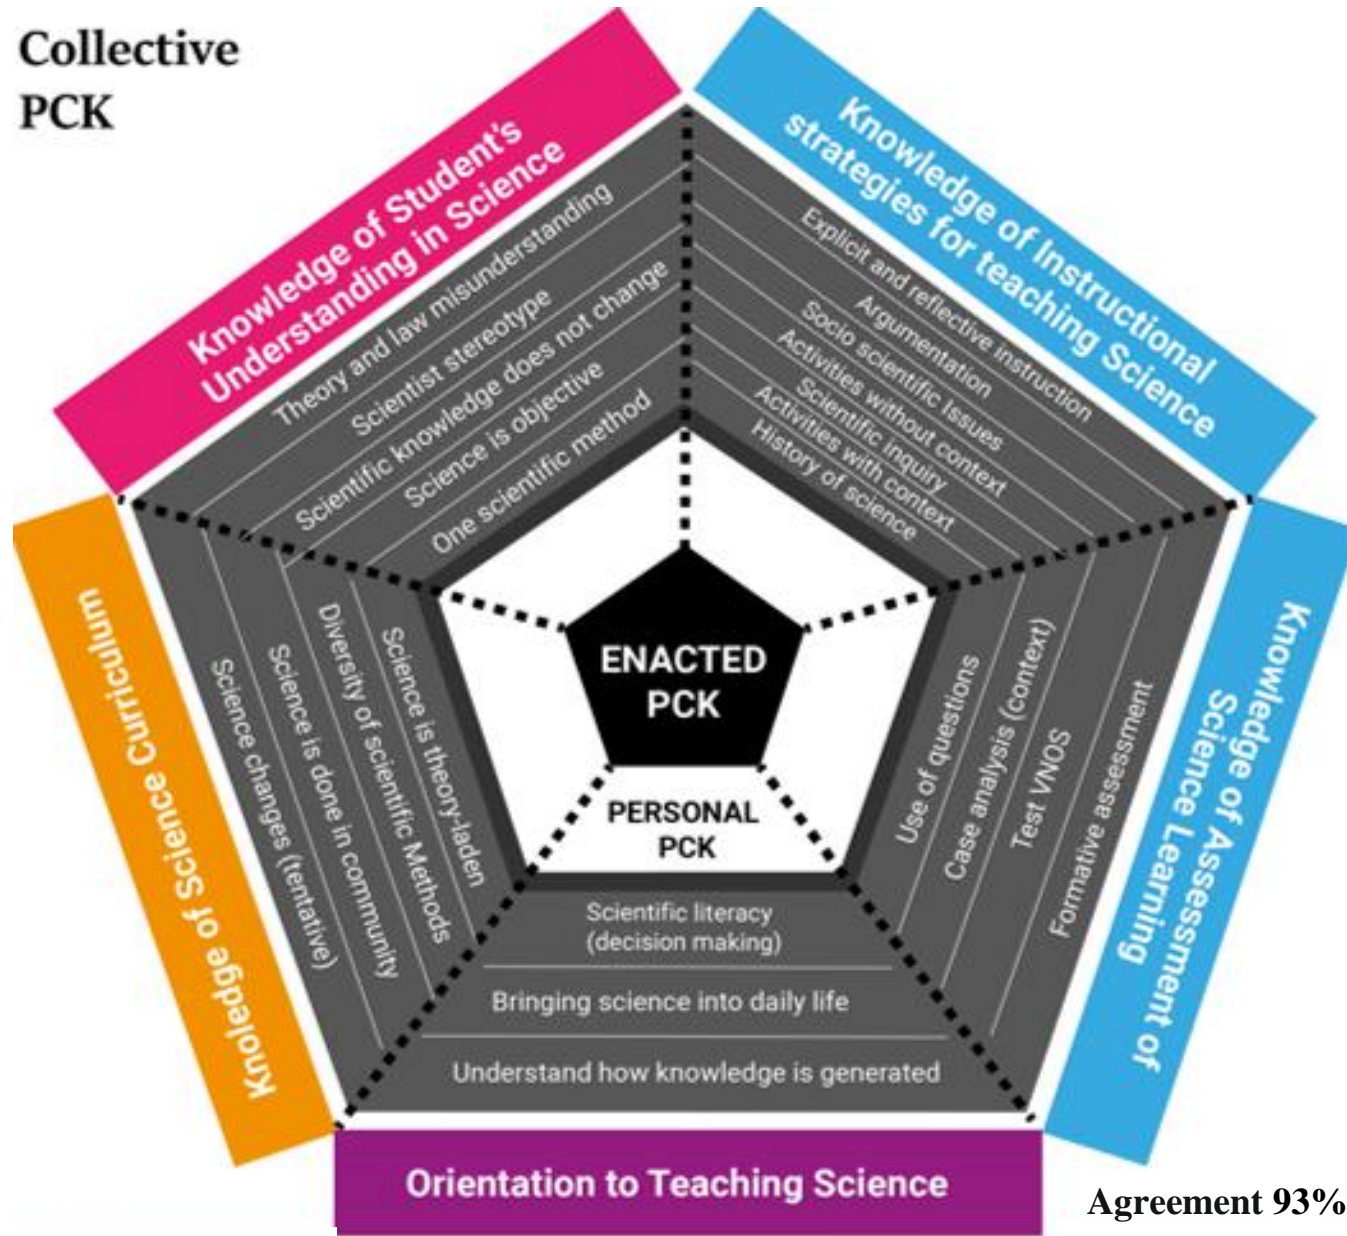 Collective
PCK
Knowledge of Student's
Understanding in Science
Theory and law misunderstanding
Scientist stereotype
Scientific knowledge does not change
Science is objective
One scientific method
Knowledge of Instructional
strategies for teaching Science
Explicit and reflective instruction
Argumentation
Socio scientific Issues
Activities without context
Scientific inquiry
Activities with context
History of science
Knoledge of Science Curriculum
Science changes (tentative)
Science is done in community
Diversity of scientific Methods
Science is theory-laden
ENACTED
PCK
PERSONAL
PCK
Use of questions
Case analysis (context)
Test VNOS
Formative assessment
Knowledge of Assessment of
Science Learning
Scientific literacy
(decision making)
Bringing science into daily life
Understand how knowledge is generated
Orientation to Teaching Science
Agreement 93%